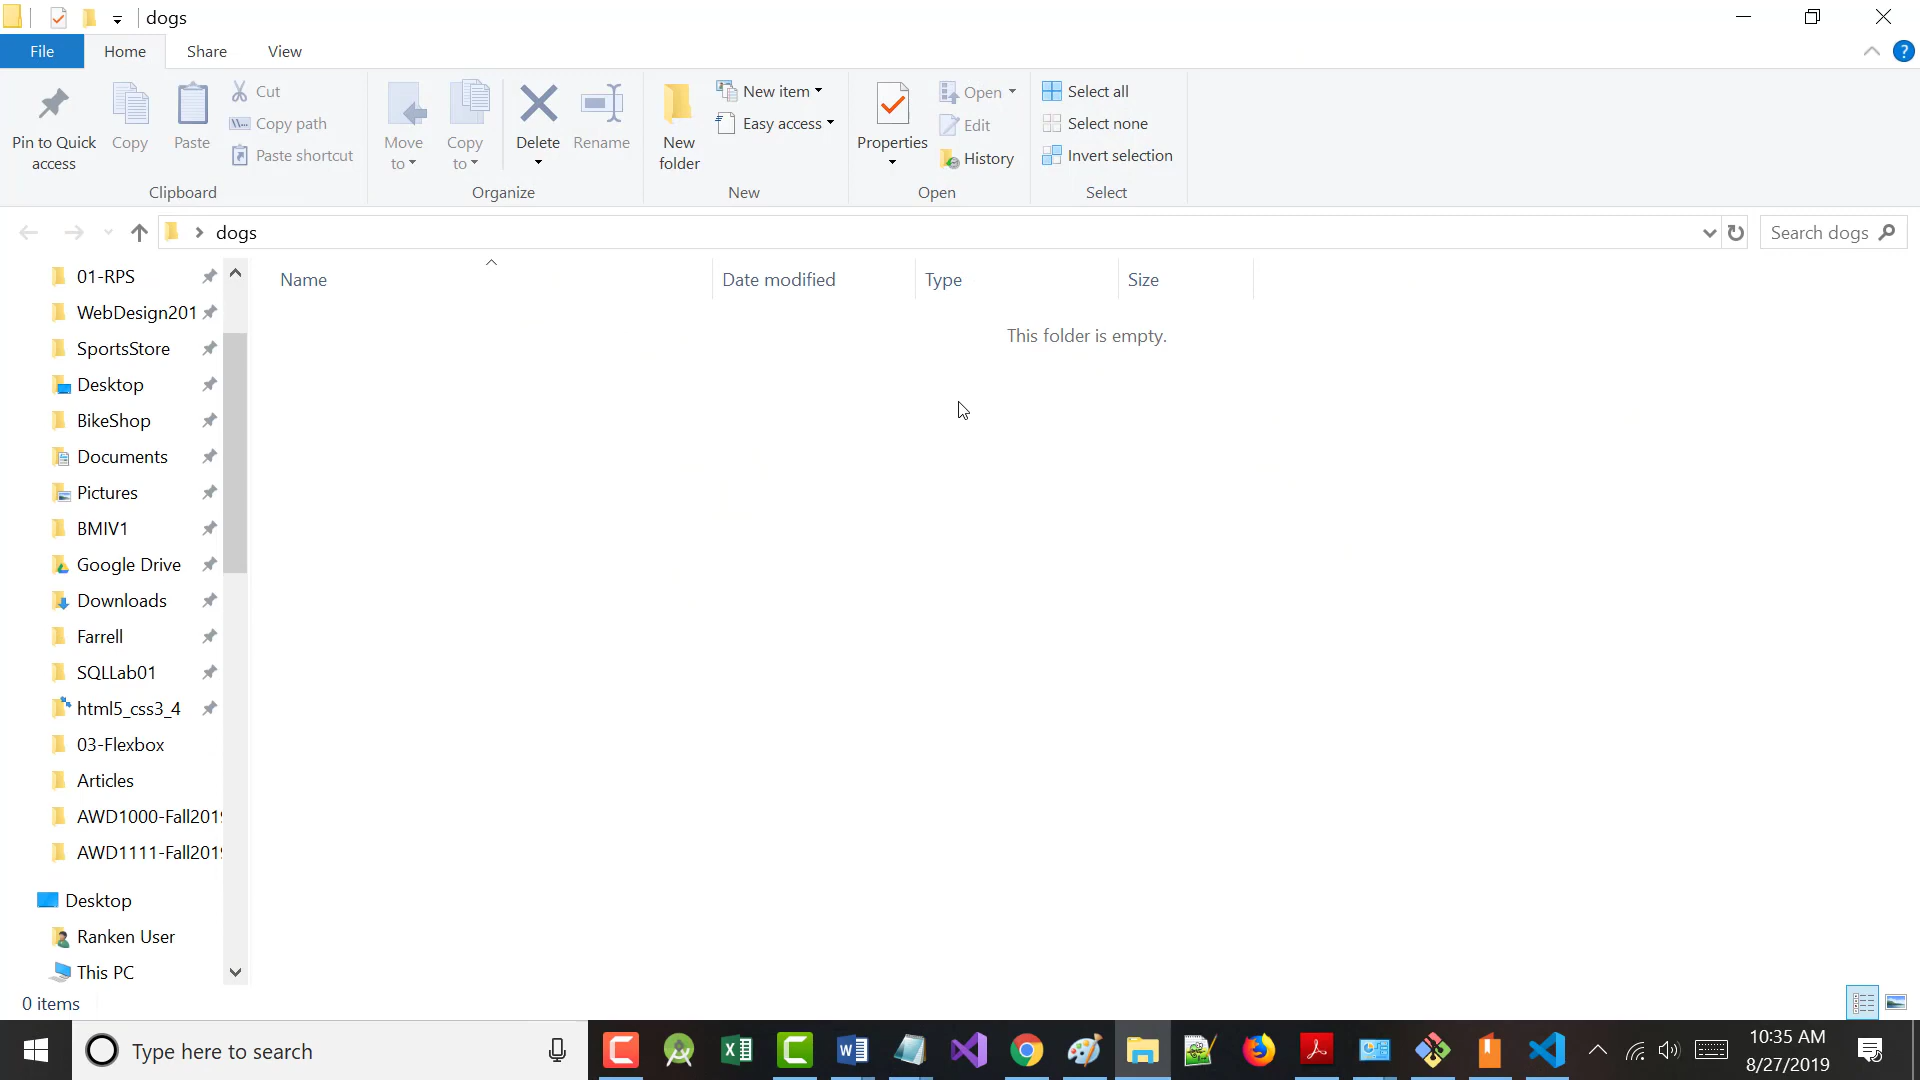 dogs
File
Home
Share
View
?
Pin to Quick
access
Copy
Paste
Cut
Copy path
Paste shortcut
Clipboard
Move
to
Copy
to
Delete
Rename
Organize
New
folder
New item
Easy access
New
Properties
Open
Edit
History
Open
Select all
Select none
Invert selection
Select
dogs
Search dogs
01-RPS
WebDesign201
SportsStore
Desktop
BikeShop
Documents
Pictures
BMIV1
Google Drive
Downloads
Farrell
SQLLab01
html5_css3_4
03-Flexbox
Articles
AWD1000-Fall2019
AWD1111-Fall2019
Desktop
Ranken User
This PC
Name
Date modified
Type
Size
This folder is empty.
0 items
Type here to search
10:35 AM
8/27/2019